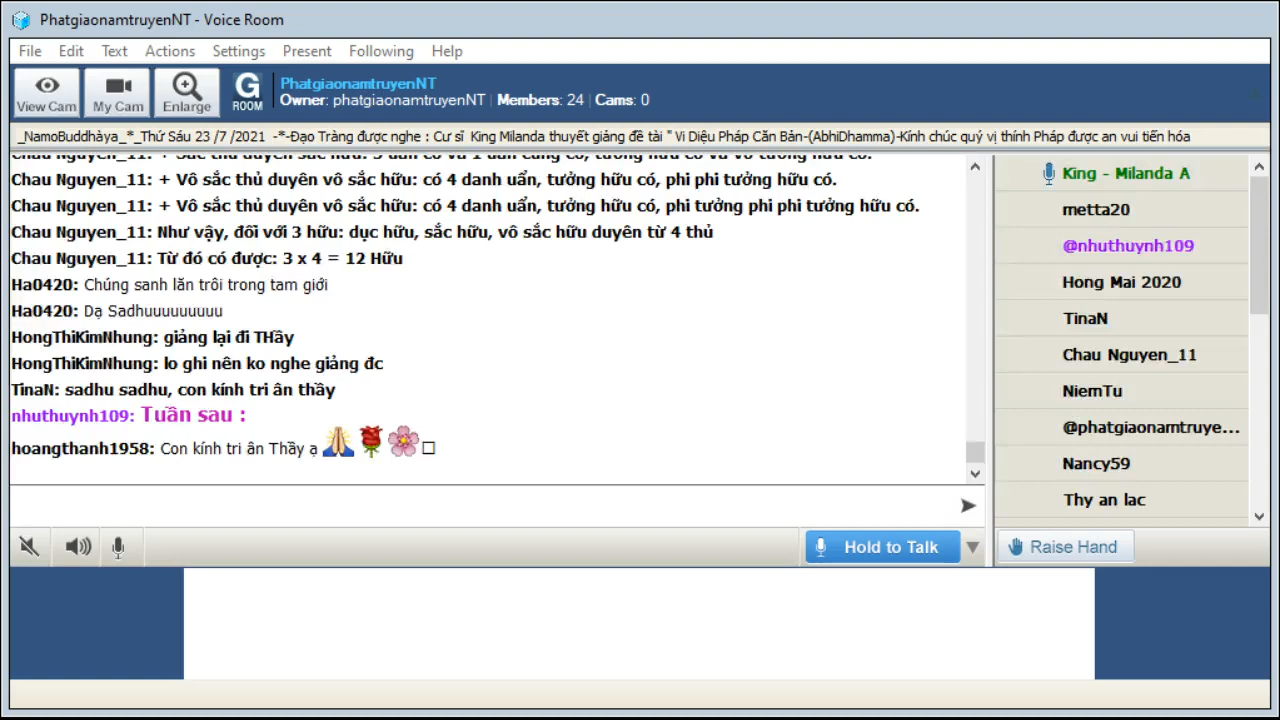 PhatgiaonamtruyenNT - Voice Room
File Edit Text Actions Settings Present Following Help
View Cam My Cam Enlarge G ROOM
PhatgiaonamtruyenNT
Owner: phatgiaonamtruyenNT | Members: 24 | Cams: 0
_NamoBuddhàya_*_Thứ Sáu 23 /7 /2021 -*-Đạo Tràng được nghe : Cư sĩ King Milanda thuyết giảng đề tài " Vi Diệu Pháp Căn Bản-(AbhiDhamma)-Kính chúc quý vị thính Pháp được an vui tiến hóa
Chau Nguyen_11: + Vô sắc thủ duyên vô sắc hữu: có 4 danh uẩn, tưởng hữu có, phi phi tưởng hữu có.
Chau Nguyen_11: + Vô sắc thủ duyên vô sắc hữu: có 4 danh uẩn, tưởng hữu có, phi tưởng phi phi tưởng hữu có.
Chau Nguyen_11: Như vậy, đối với 3 hữu: dục hữu, sắc hữu, vô sắc hữu duyên từ 4 thủ
Chau Nguyen_11: Từ đó có được: 3 x 4 = 12 Hữu
Ha0420: Chúng sanh lăn trôi trong tam giới
Ha0420: Dạ Sadhuuuuuuuuu
HongThiKimNhung: giảng lại đi THầy
HongThiKimNhung: lo ghi nên ko nghe giảng đc
TinaN: sadhu sadhu, con kính tri ân thầy
nhuthuynh109: Tuần sau :
hoangthanh1958: Con kính tri ân Thầy ạ 🙏🌹🌸□
King - Milanda A
metta20
@nhuthuynh109
Hong Mai 2020
TinaN
Chau Nguyen_11
NiemTu
@phatgiaonamtruye...
Nancy59
Thy an lac
Hold to Talk
Raise Hand